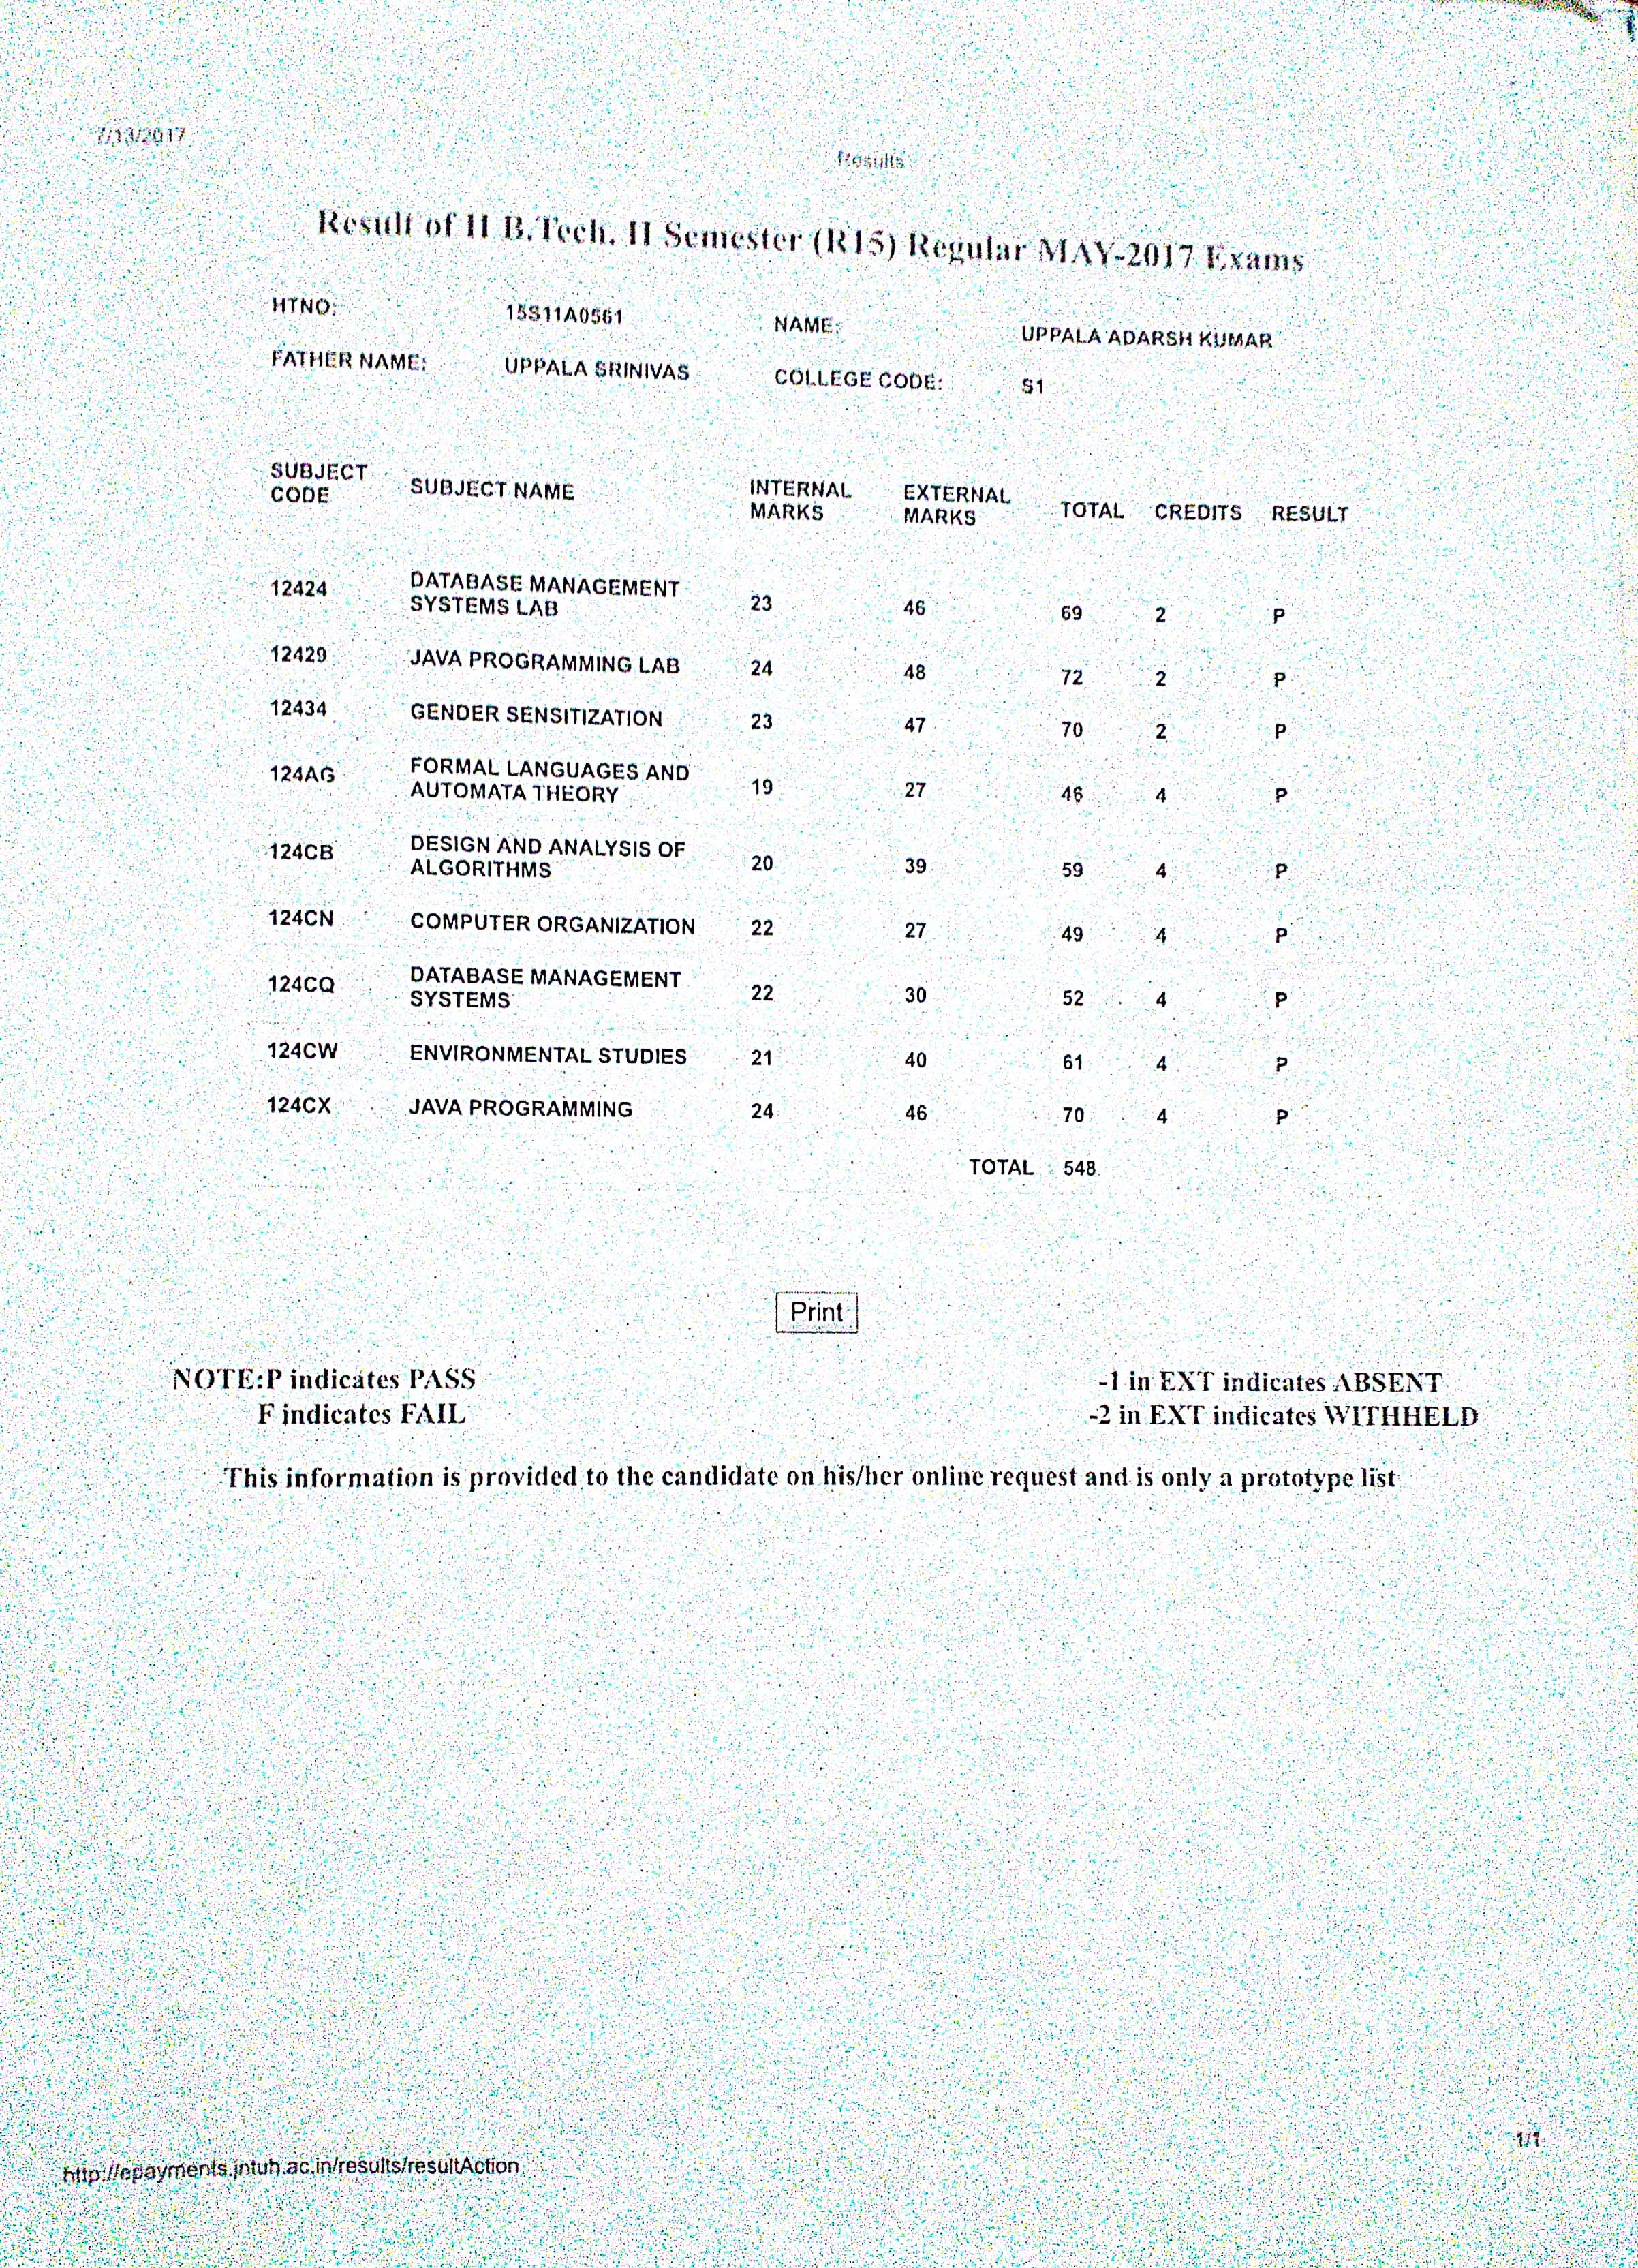 7/13/2017
Results
Result of II B.Tech. II Semester (R15) Regular MAY-2017 Exams
HTNO: 15S11A0561 NAME: UPPALA ADARSH KUMAR
FATHER NAME: UPPALA SRINIVAS COLLEGE CODE: S1
SUBJECT CODE SUBJECT NAME INTERNAL MARKS EXTERNAL MARKS TOTAL CREDITS RESULT
12424 DATABASE MANAGEMENT SYSTEMS LAB 23 46 69 2 P
12429 JAVA PROGRAMMING LAB 24 48 72 2 P
12434 GENDER SENSITIZATION 23 47 70 2 P
124AG FORMAL LANGUAGES AND AUTOMATA THEORY 19 27 46 4 P
124CB DESIGN AND ANALYSIS OF ALGORITHMS 20 39 59 4 P
124CN COMPUTER ORGANIZATION 22 27 49 4 P
124CQ DATABASE MANAGEMENT SYSTEMS 22 30 52 4 P
124CW ENVIRONMENTAL STUDIES 21 40 61 4 P
124CX JAVA PROGRAMMING 24 46 70 4 P
TOTAL 548
Print
NOTE:P indicates PASS -1 in EXT indicates ABSENT
F indicates FAIL -2 in EXT indicates WITHHELD
This information is provided to the candidate on his/her online request and is only a prototype list
1/1
http://epayments.jntuh.ac.in/results/resultAction